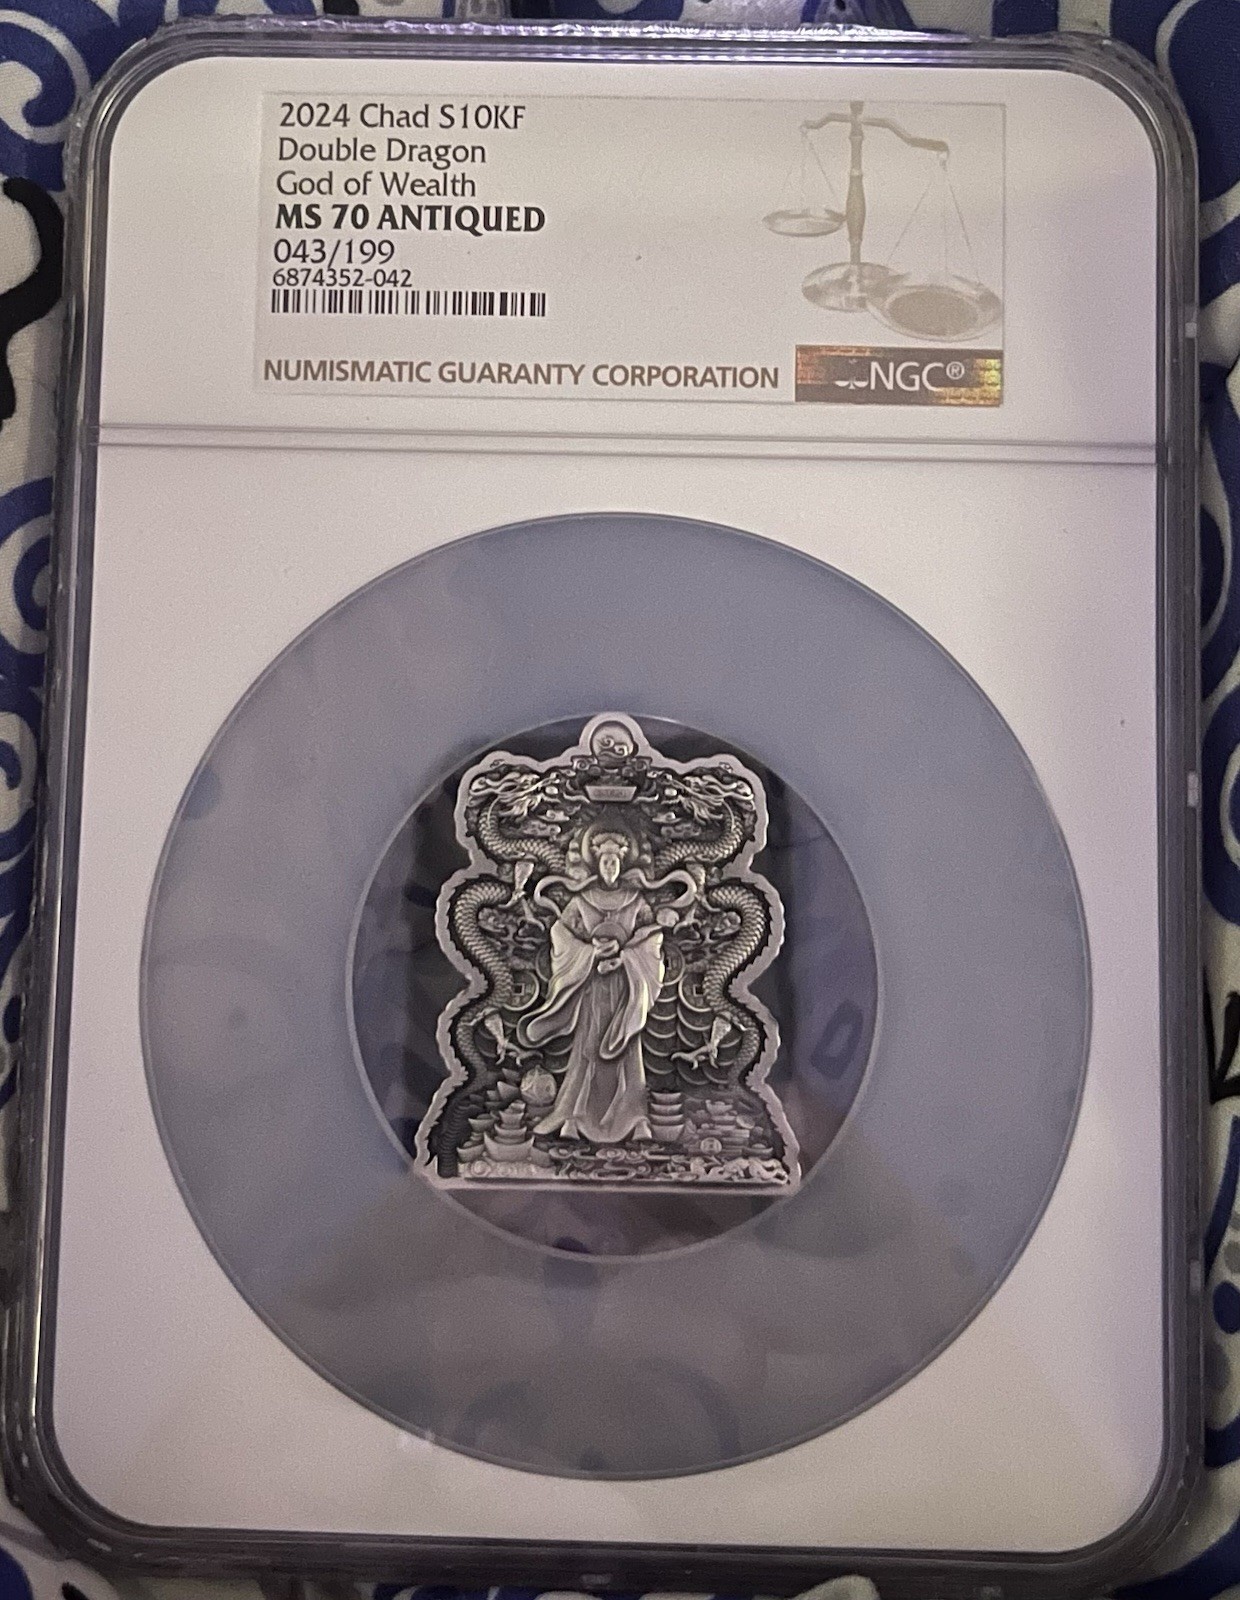 2024 Chad S10KF
Double Dragon
God of Wealth
MS 70 ANTIQUED
043/199
6874352-042
NUMISMATIC GUARANTY CORPORATION
NGC®